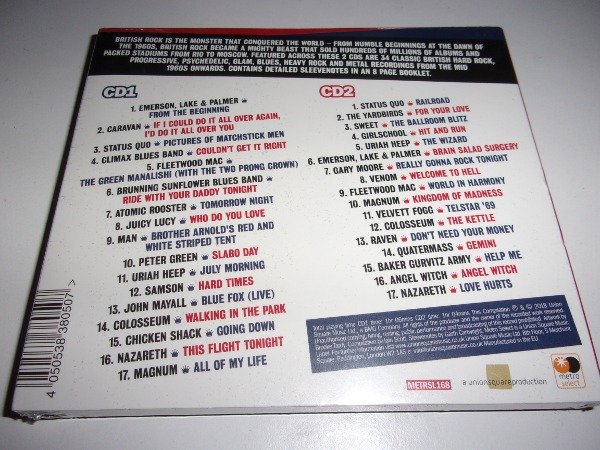 BRITISH ROCK IS THE MONSTER THAT CONQUERED THE WORLD – FROM HUMBLE BEGINNINGS AT THE DAWN OF
THE 1960S, BRITISH ROCK BECAME A MIGHTY BEAST THAT SOLD HUNDREDS OF MILLIONS OF ALBUMS AND
PACKED STADIUMS FROM RIO TO MOSCOW. FEATURED ACROSS THESE 2 CDS ARE 34 CLASSIC BRITISH HARD ROCK,
PROGRESSIVE, PSYCHEDELIC, GLAM, BLUES, HEAVY ROCK AND METAL RECORDINGS FROM THE MID
1960S ONWARDS. CONTAINS DETAILED SLEEVENOTES IN AN 8 PAGE BOOKLET.
CD1
1. EMERSON, LAKE & PALMER
FROM THE BEGINNING
2. CARAVAN IF I COULD DO IT ALL OVER AGAIN,
I'D DO IT ALL OVER YOU
3. STATUS QUO PICTURES OF MATCHSTICK MEN
4. CLIMAX BLUES BAND COULDN'T GET IT RIGHT
5. FLEETWOOD MAC
THE GREEN MANALISHI (WITH THE TWO PRONG CROWN)
6. BRUNNING SUNFLOWER BLUES BAND
RIDE WITH YOUR DADDY TONIGHT
7. ATOMIC ROOSTER TOMORROW NIGHT
8. JUICY LUCY WHO DO YOU LOVE
9. MAN BROTHER ARNOLD'S RED AND
WHITE STRIPED TENT
10. PETER GREEN SLABO DAY
11. URIAH HEEP JULY MORNING
12. SAMSON HARD TIMES
13. JOHN MAYALL BLUE FOX (LIVE)
14. COLOSSEUM WALKING IN THE PARK
15. CHICKEN SHACK GOING DOWN
16. NAZARETH THIS FLIGHT TONIGHT
17. MAGNUM ALL OF MY LIFE
CD2
1. STATUS QUO RAILROAD
2. THE YARDBIRDS FOR YOUR LOVE
3. SWEET THE BALLROOM BLITZ
4. GIRLSCHOOL HIT AND RUN
5. URIAH HEEP THE WIZARD
6. EMERSON, LAKE & PALMER BRAIN SALAD SURGERY
7. GARY MOORE REALLY GONNA ROCK TONIGHT
8. VENOM WELCOME TO HELL
9. FLEETWOOD MAC WORLD IN HARMONY
10. MAGNUM KINGDOM OF MADNESS
11. VELVETT FOGG TELSTAR '69
12. COLOSSEUM THE KETTLE
13. RAVEN DON'T NEED YOUR MONEY
14. QUATERMASS GEMINI
15. BAKER GURVITZ ARMY HELP ME
16. ANGEL WITCH ANGEL WITCH
17. NAZARETH LOVE HURTS
4 050538 380507 >
METRSL168
a unionsquareproduction
metro
select